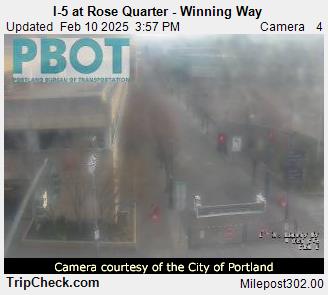 I-5 at Rose Quarter - Winning Way
Updated Feb 10 2025 3:57 PM Camera 4
PBOT
PORTLAND BUREAU OF TRANSPORTATION
Camera courtesy of the City of Portland
TripCheck.com Milepost302.00